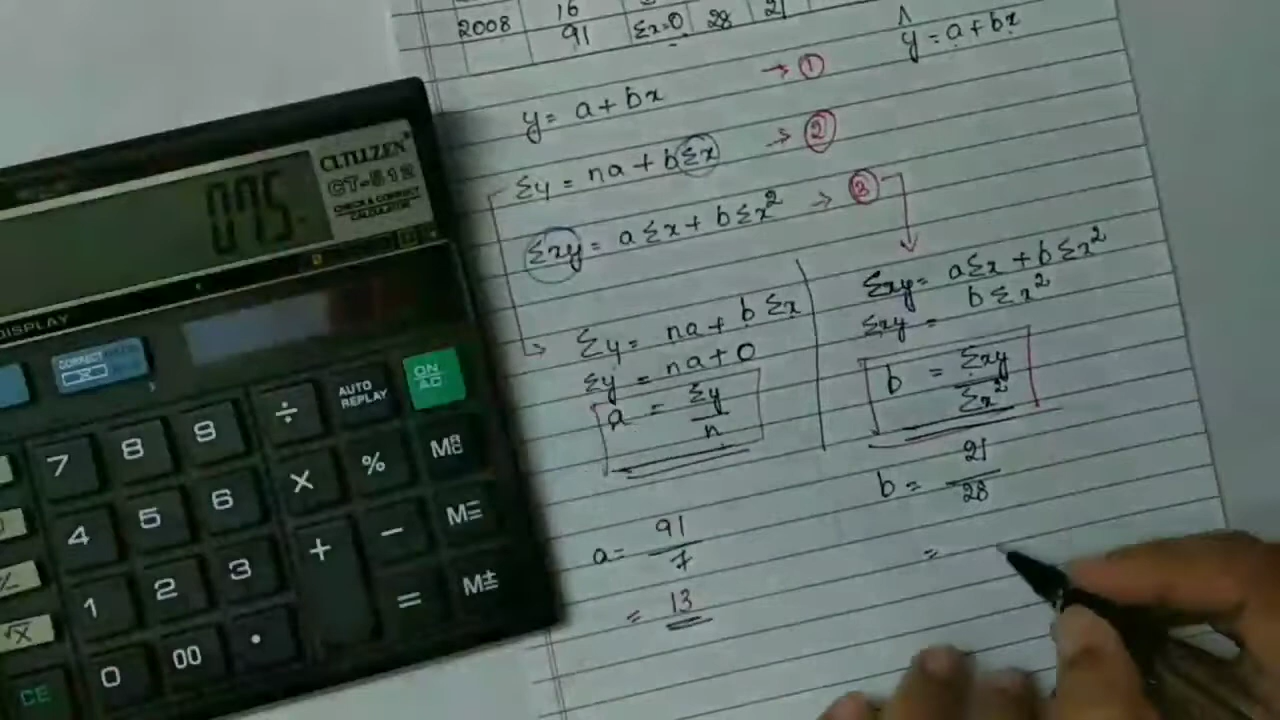 2008 16 28 21
91 Σx=0
ŷ = a + bx
y = a + bx → ①
Σy = na + bΣx → ②
Σxy = aΣx + bΣx² → ③
Σy = na + bΣx
Σy = na + 0
a = Σy / n
a = 91 / 7
= 13
Σxy = aΣx + bΣx²
Σxy = bΣx²
b = Σxy / Σx²
b = 21 / 28
=
075.
CLTLLZEN
CT-512
CHECK & CORRECT
CALCULATOR
DISPLAY
CORRECT
ON/AC
AUTO REPLAY
7 8 9 ÷
4 5 6 × % 
1 2 3 + − M=
0 00 • = M±
√X
CE